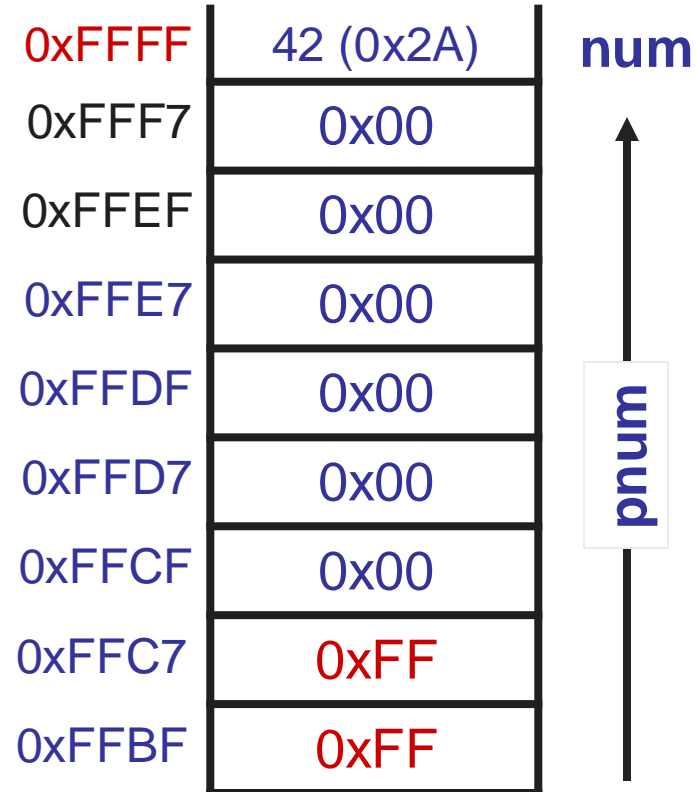 0xFFFF 42 (0x2A) num
0xFFF7 0x00
0xFFEF 0x00
0xFFE7 0x00
0xFFDF 0x00
pnum
0xFFD7 0x00
0xFFCF 0x00
0xFFC7 0xFF
0xFFBF 0xFF